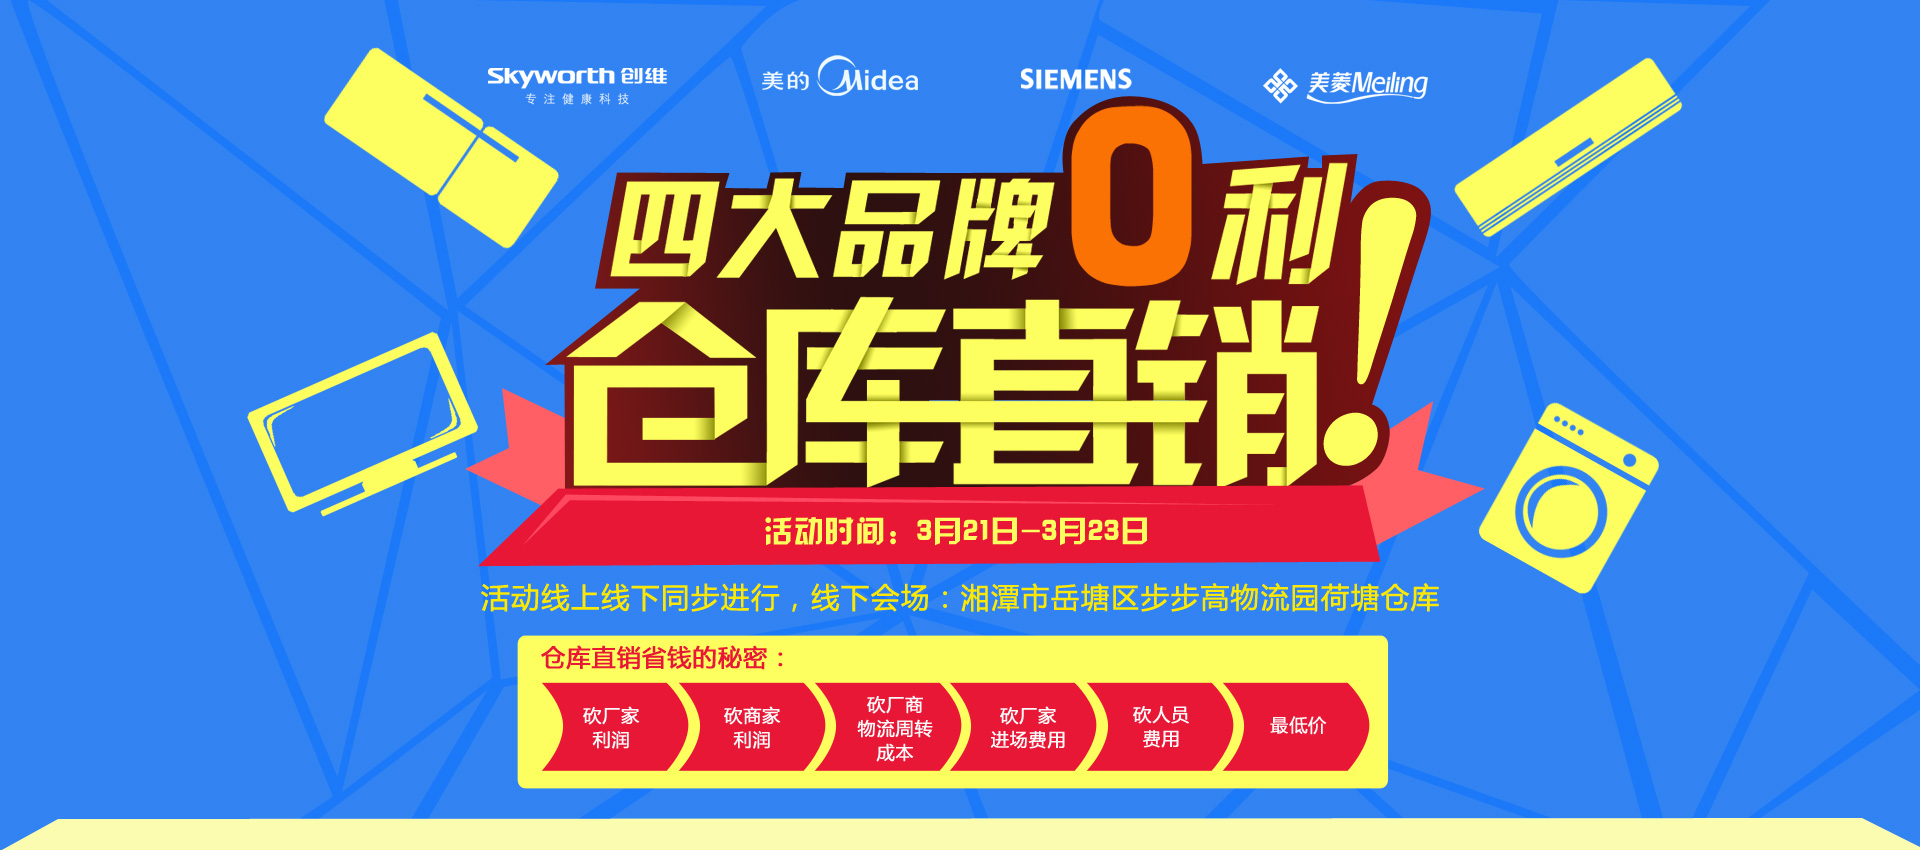 Skyworth 创维
专注健康科技
美的 Midea
SIEMENS
美菱Meiling
四大品牌0利
仓库直销!
活动时间：3月21日-3月23日
活动线上线下同步进行，线下会场：湘潭市岳塘区步步高物流园荷塘仓库
仓库直销省钱的秘密：
砍厂家
利润
砍商家
利润
砍厂商
物流周转
成本
砍厂家
进场费用
砍人员
费用
最低价